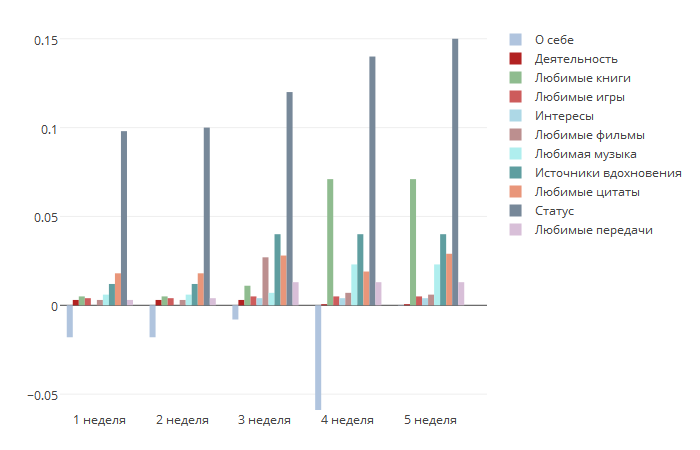 0.15
0.1
0.05
0
−0.05
1 неделя
2 неделя
3 неделя
4 неделя
5 неделя
О себе
Деятельность
Любимые книги
Любимые игры
Интересы
Любимые фильмы
Любимая музыка
Источники вдохновения
Любимые цитаты
Статус
Любимые передачи